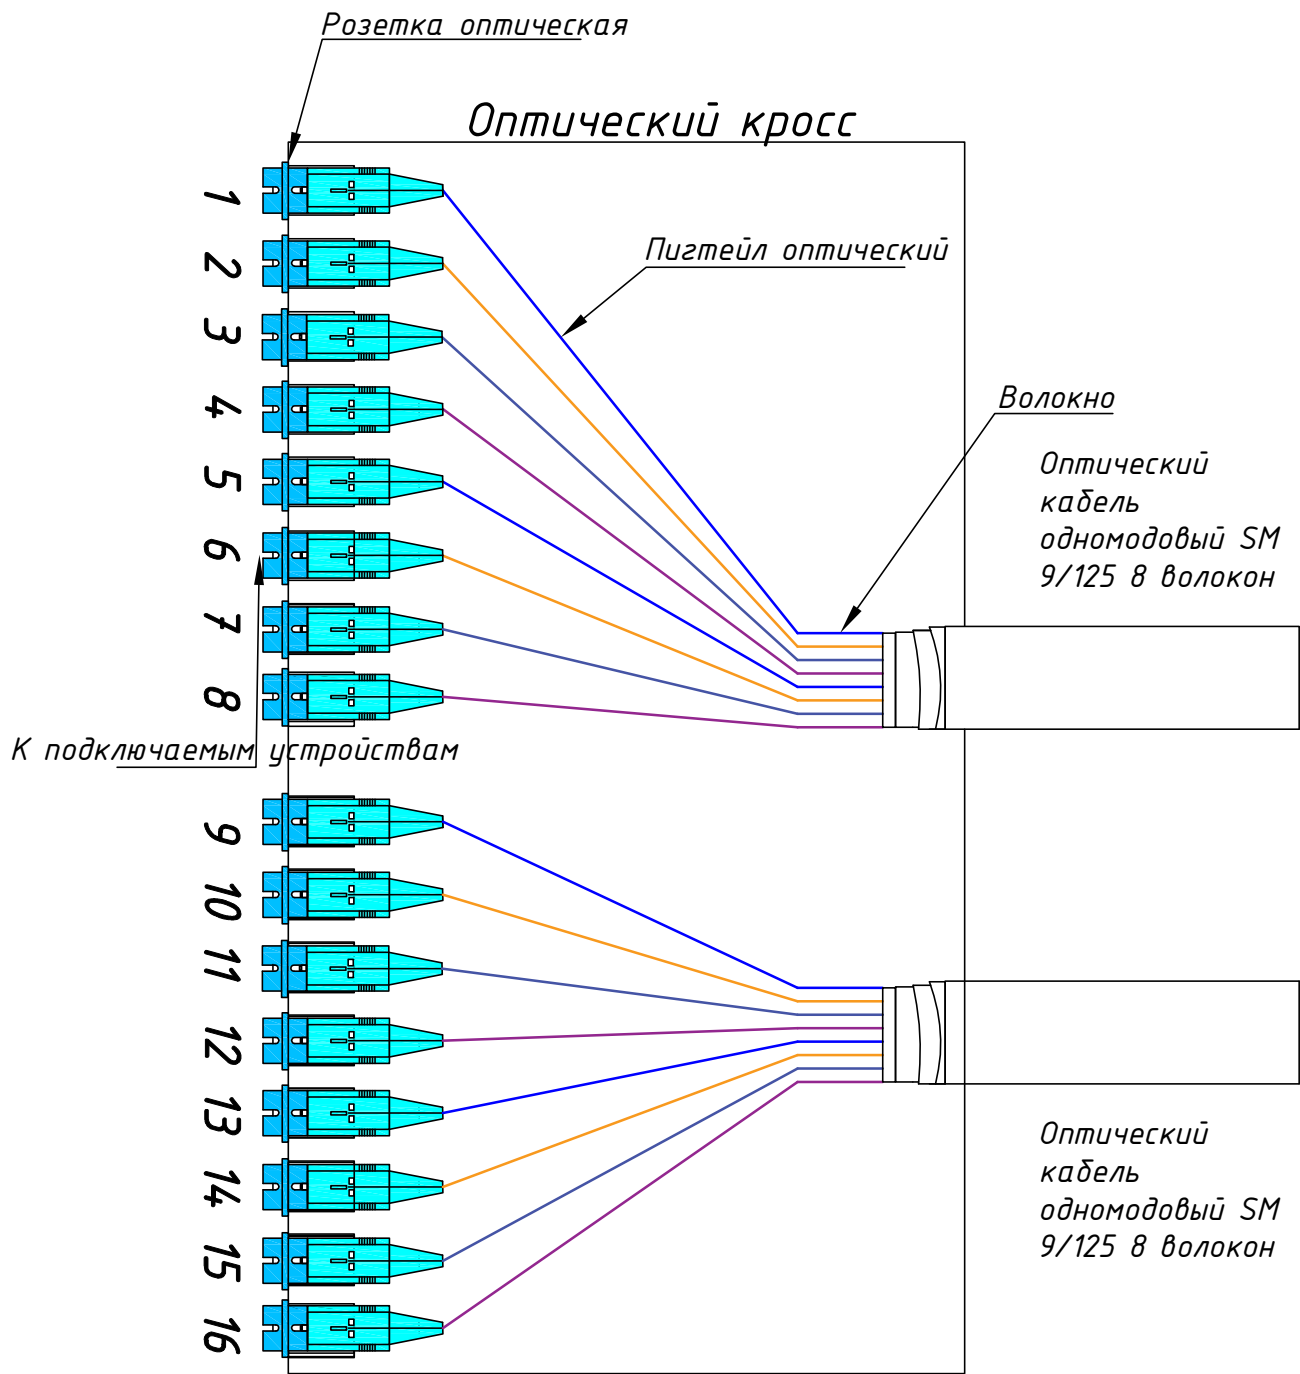 Розетка оптическая
Оптический кросс
1
2
Пигтейл оптический
3
4
Волокно
5
Оптический
кабель
одномодовый SM
9/125 8 волокон
6
7
8
К подключаемым устройствам
9
10
11
12
13
14
Оптический
кабель
одномодовый SM
9/125 8 волокон
15
16